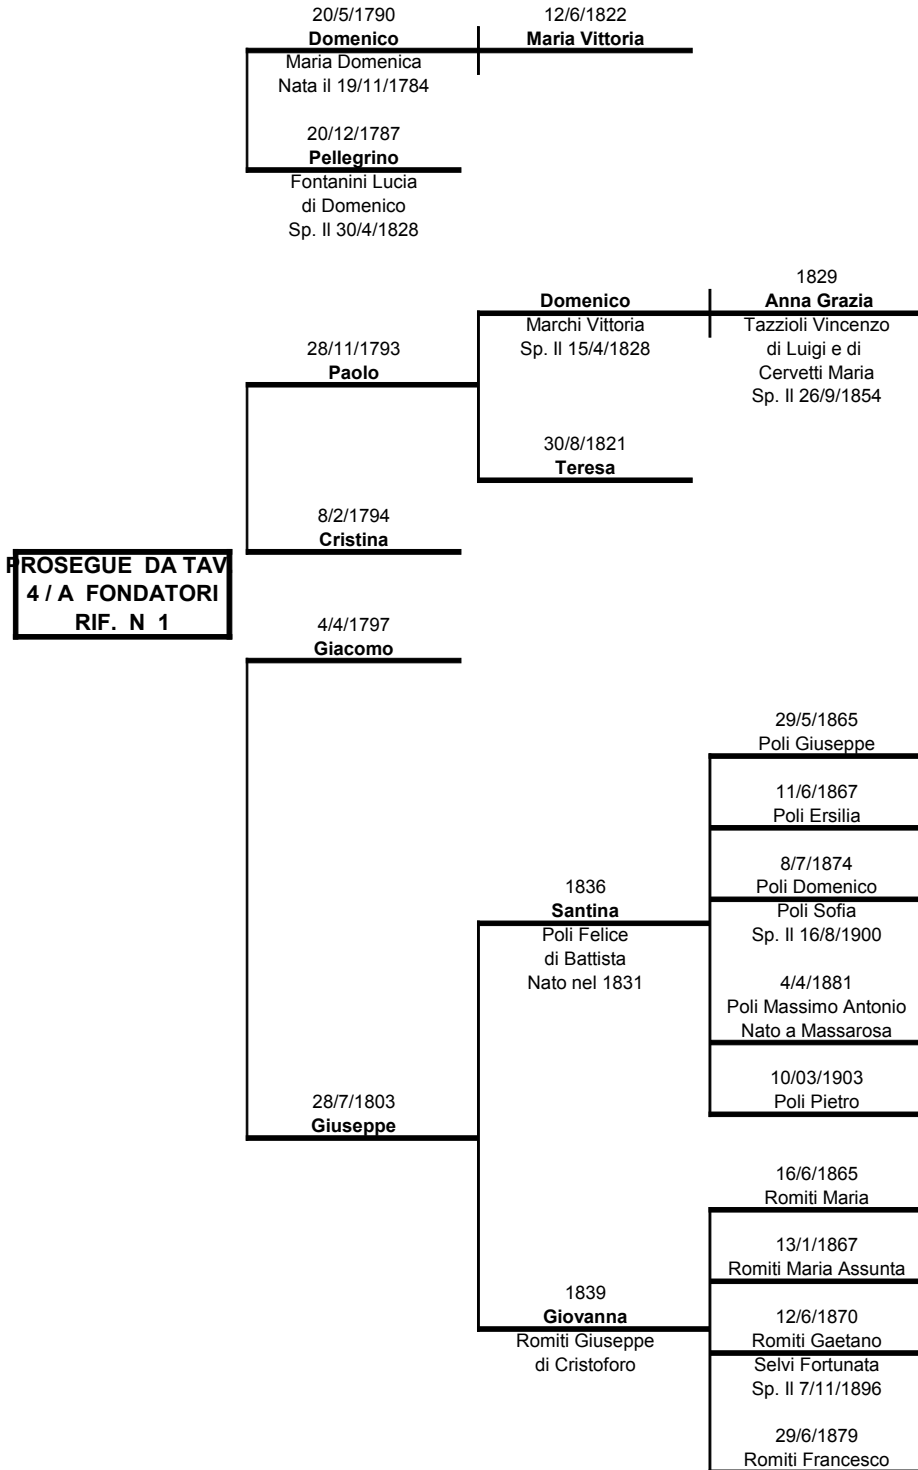 20/5/1790
Domenico
Maria Domenica
Nata il 19/11/1784
12/6/1822
Maria Vittoria
20/12/1787
Pellegrino
Fontanini Lucia
di Domenico
Sp. Il 30/4/1828
28/11/1793
Paolo
Domenico
Marchi Vittoria
Sp. Il 15/4/1828
1829
Anna Grazia
Tazzioli Vincenzo
di Luigi e di
Cervetti Maria
Sp. Il 26/9/1854
30/8/1821
Teresa
8/2/1794
Cristina
PROSEGUE DA TAV.
4 / A FONDATORI
RIF. N 1
4/4/1797
Giacomo
28/7/1803
Giuseppe
1836
Santina
Poli Felice
di Battista
Nato nel 1831
29/5/1865
Poli Giuseppe
11/6/1867
Poli Ersilia
8/7/1874
Poli Domenico
Poli Sofia
Sp. Il 16/8/1900
4/4/1881
Poli Massimo Antonio
Nato a Massarosa
10/03/1903
Poli Pietro
1839
Giovanna
Romiti Giuseppe
di Cristoforo
16/6/1865
Romiti Maria
13/1/1867
Romiti Maria Assunta
12/6/1870
Romiti Gaetano
Selvi Fortunata
Sp. Il 7/11/1896
29/6/1879
Romiti Francesco